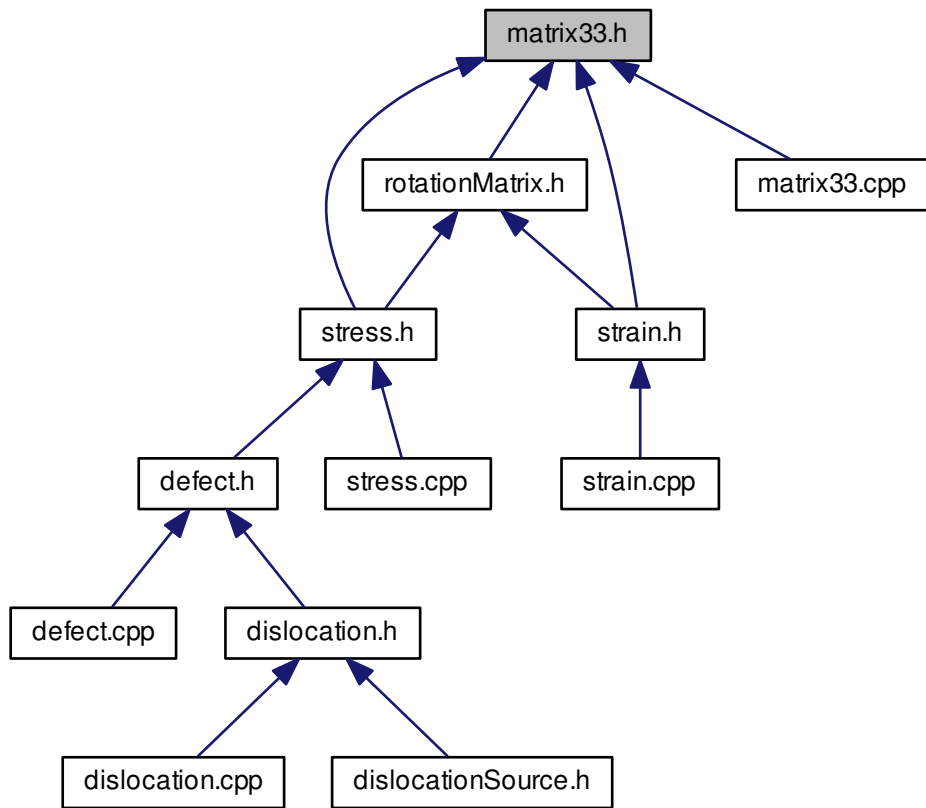 matrix33.h
rotationMatrix.h
matrix33.cpp
stress.h
strain.h
defect.h
stress.cpp
strain.cpp
defect.cpp
dislocation.h
dislocation.cpp
dislocationSource.h